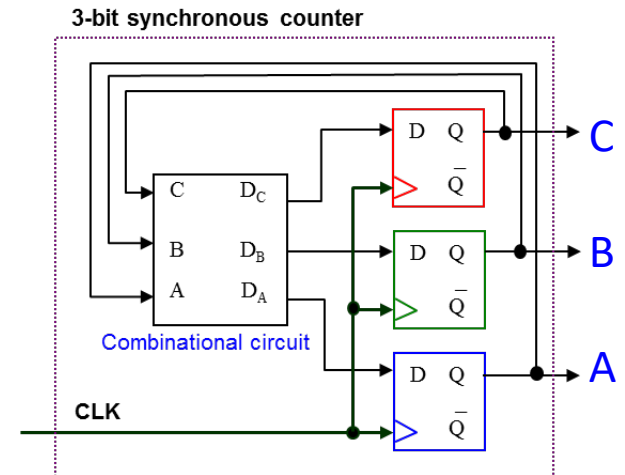 3-bit synchronous counter
D Q
C
Q̅
C D_C
B D_B
A D_A
D Q
B
Q̅
Combinational circuit
D Q
A
Q̅
CLK